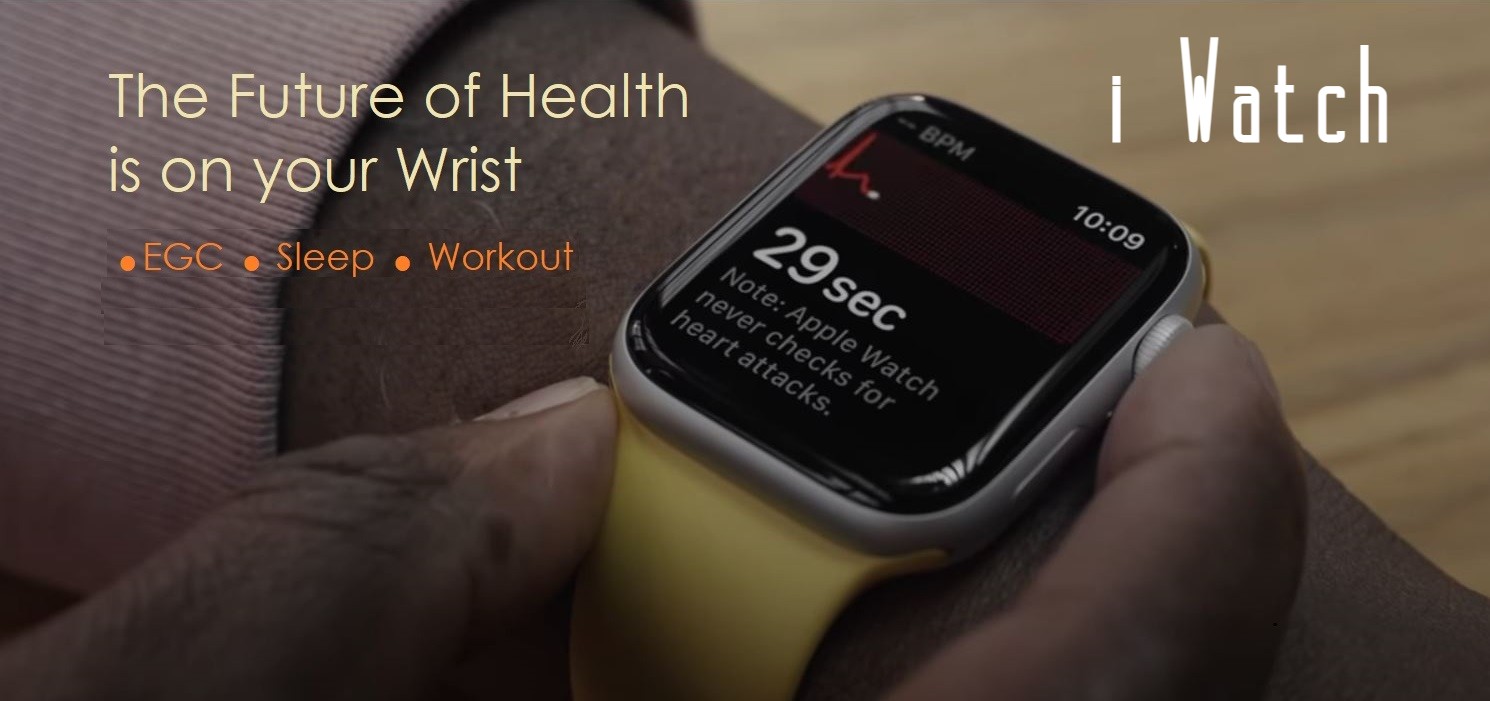 The Future of Health
is on your Wrist
• EGC • Sleep • Workout
i Watch
-- BPM
10:09
29sec
Note: Apple Watch
never checks for
heart attacks.